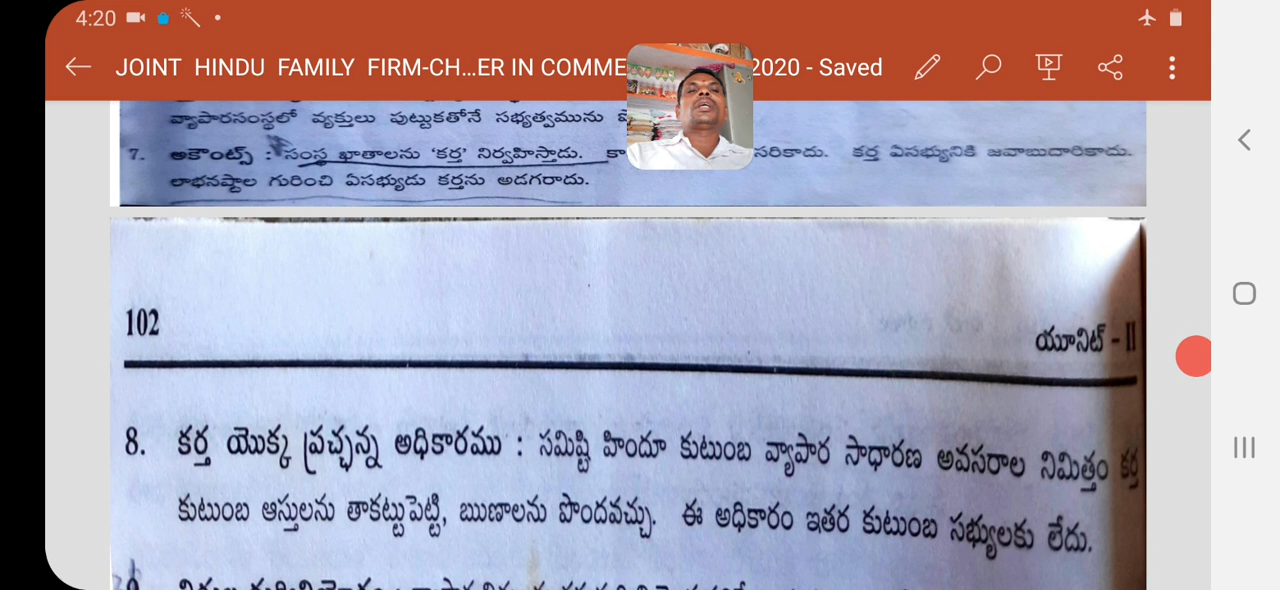 4:20
JOINT HINDU FAMILY FIRM-CH...ER IN COMME 2020 - Saved
వ్యాపారసంస్థలో వ్యక్తులు పుట్టుకతోనే సభ్యత్వమును
7. అకౌంట్స్ : సంస్థ ఖాతాలను 'కర్త' నిర్వహిస్తాడు. సరికాదు. కర్త ఏసభ్యునికి జవాబుదారికాదు.
లాభనష్టాల గురించి ఏసభ్యుడు కర్తను అడగరాదు.
102
యూనిట్ - II
8. కర్త యొక్క ప్రచ్ఛన్న అధికారము : సమిష్టి హిందూ కుటుంబ వ్యాపార సాధారణ అవసరాల నిమిత్తం కర్త
కుటుంబ ఆస్తులను తాకట్టుపెట్టి, ఋణాలను పొందవచ్చు. ఈ అధికారం ఇతర కుటుంబ సభ్యులకు లేదు.